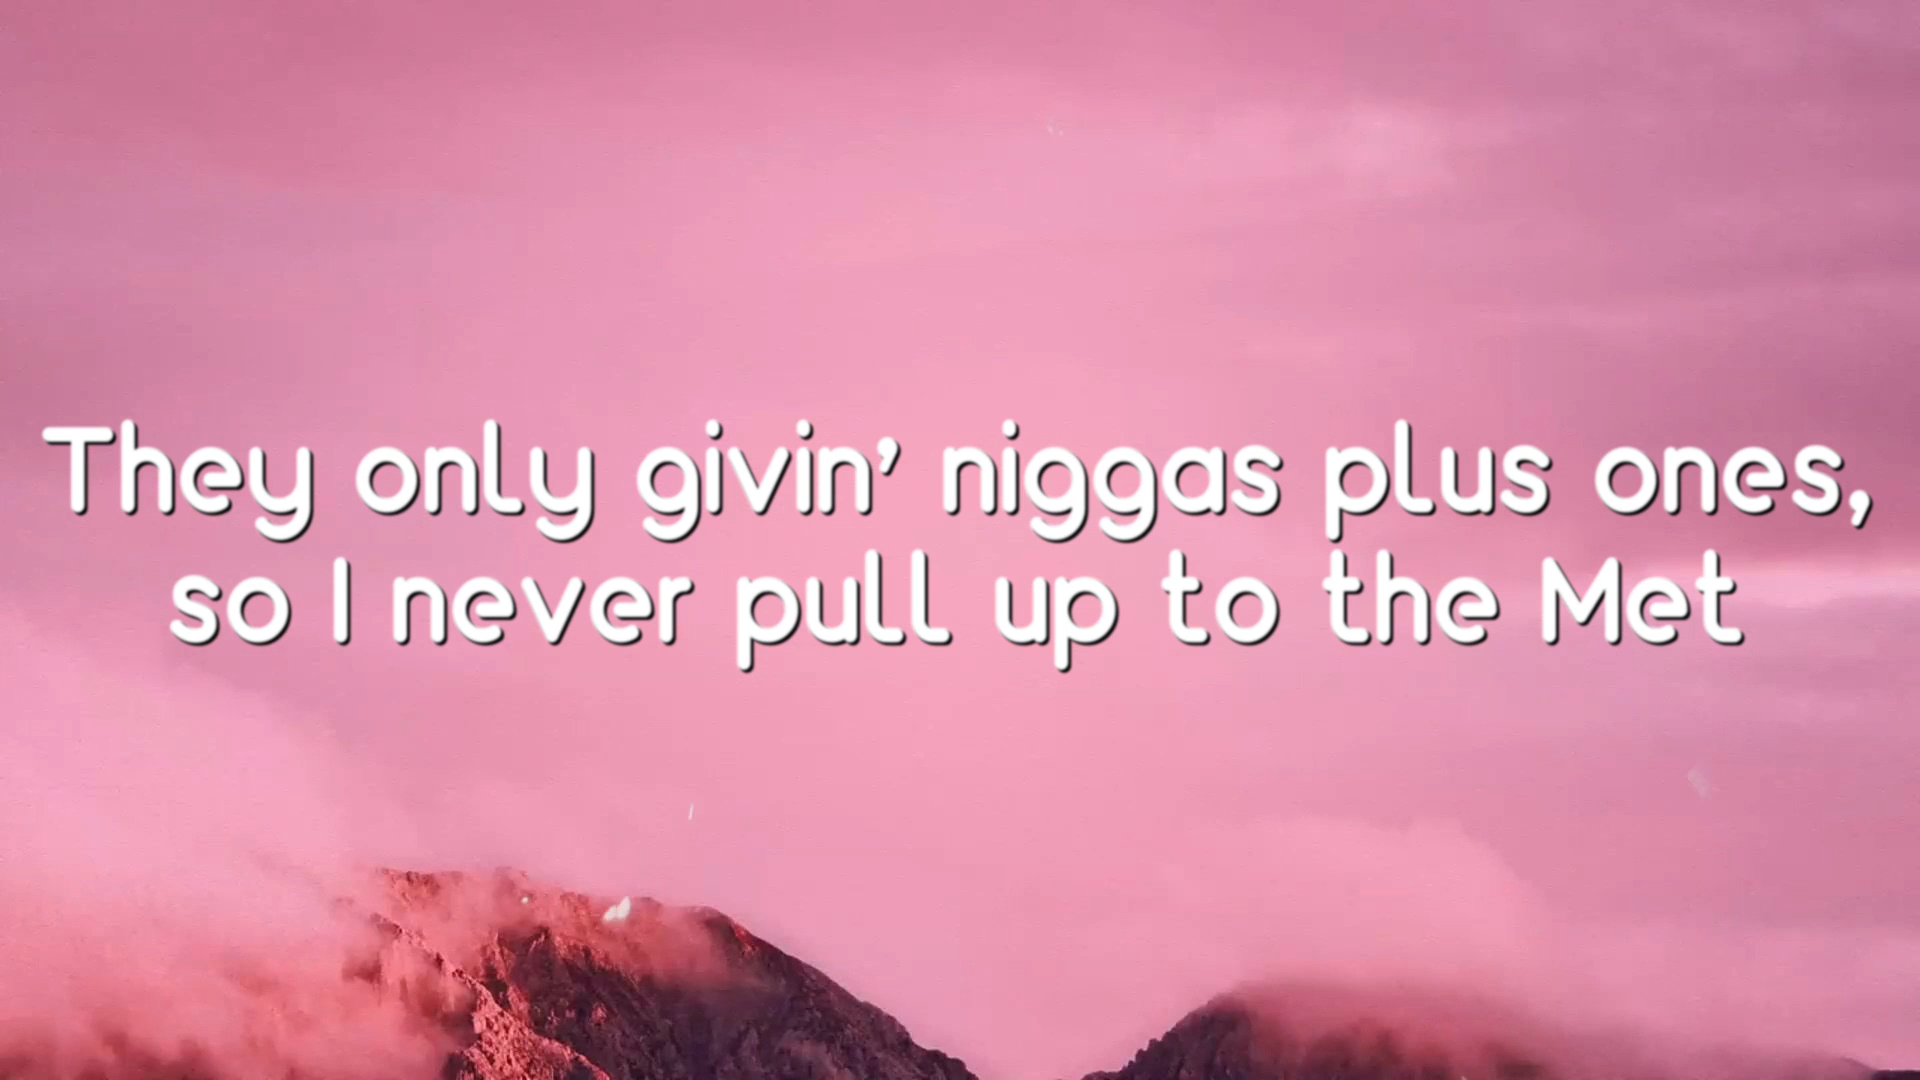 They only givin’ niggas plus ones,
so I never pull up to the Met